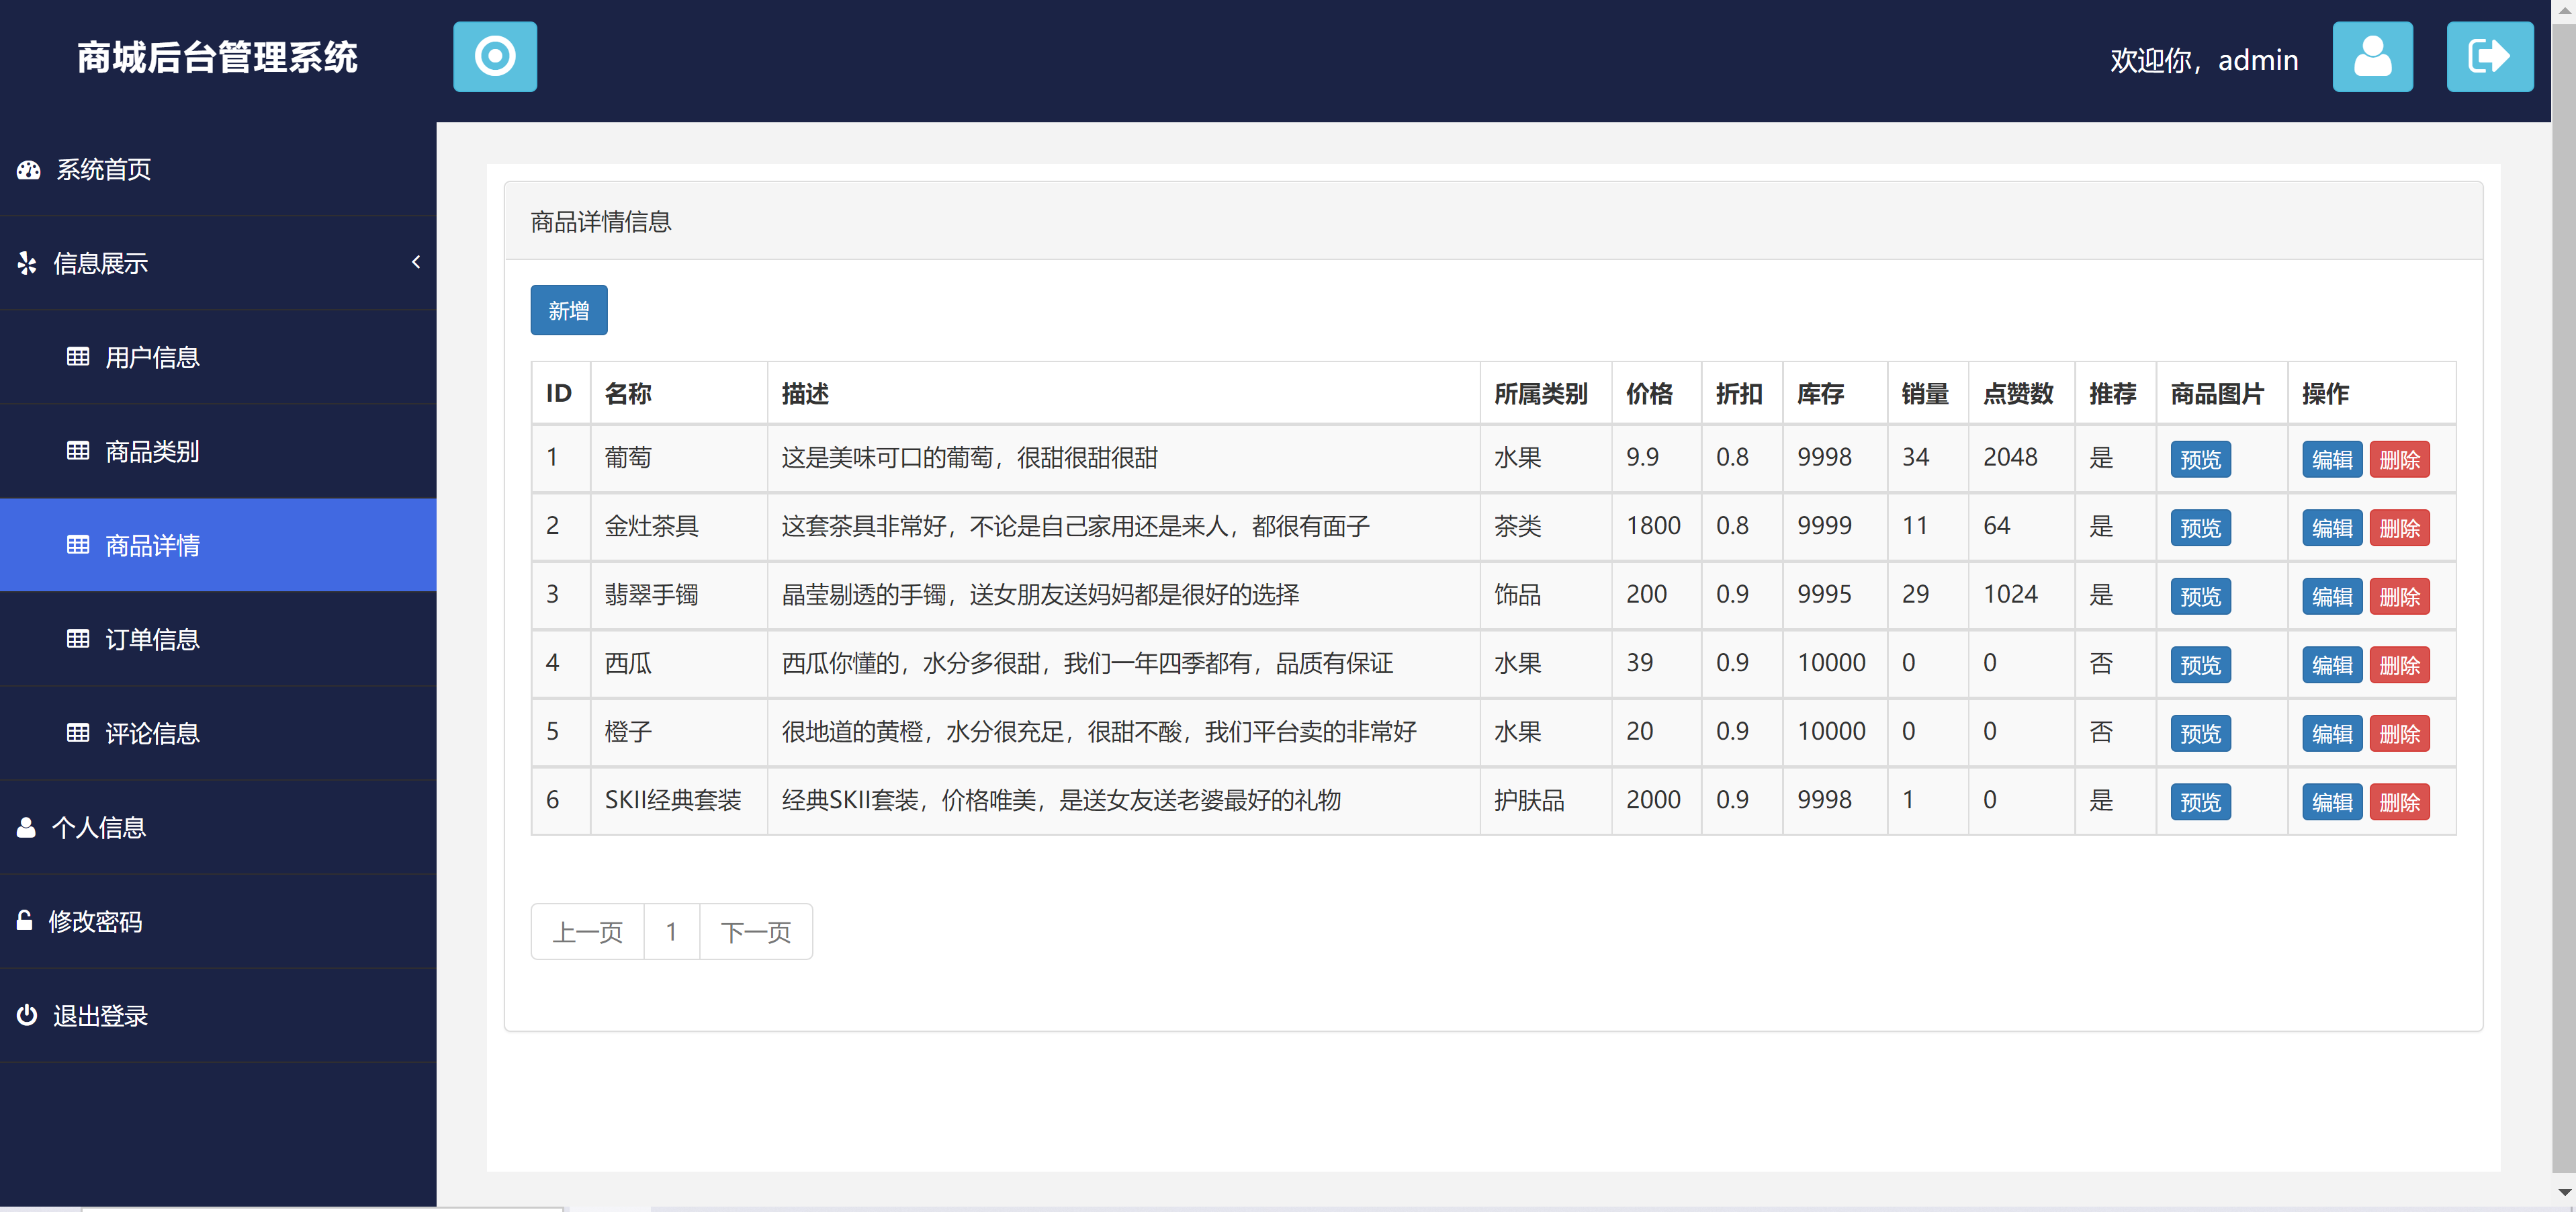 商城后台管理系统
欢迎你，admin
系统首页
信息展示
用户信息
商品类别
商品详情
订单信息
评论信息
个人信息
修改密码
退出登录
商品详情信息
新增
ID 名称 描述 所属类别 价格 折扣 库存 销量 点赞数 推荐 商品图片 操作
1 葡萄 这是美味可口的葡萄，很甜很甜很甜 水果 9.9 0.8 9998 34 2048 是 预览 编辑 删除
2 金灶茶具 这套茶具非常好，不论是自己家用还是来人，都很有面子 茶类 1800 0.8 9999 11 64 是 预览 编辑 删除
3 翡翠手镯 晶莹剔透的手镯，送女朋友送妈妈都是很好的选择 饰品 200 0.9 9995 29 1024 是 预览 编辑 删除
4 西瓜 西瓜你懂的，水分多很甜，我们一年四季都有，品质有保证 水果 39 0.9 10000 0 0 否 预览 编辑 删除
5 橙子 很地道的黄橙，水分很充足，很甜不酸，我们平台卖的非常好 水果 20 0.9 10000 0 0 否 预览 编辑 删除
6 SKII经典套装 经典SKII套装，价格唯美，是送女友送老婆最好的礼物 护肤品 2000 0.9 9998 1 0 是 预览 编辑 删除
上一页 1 下一页